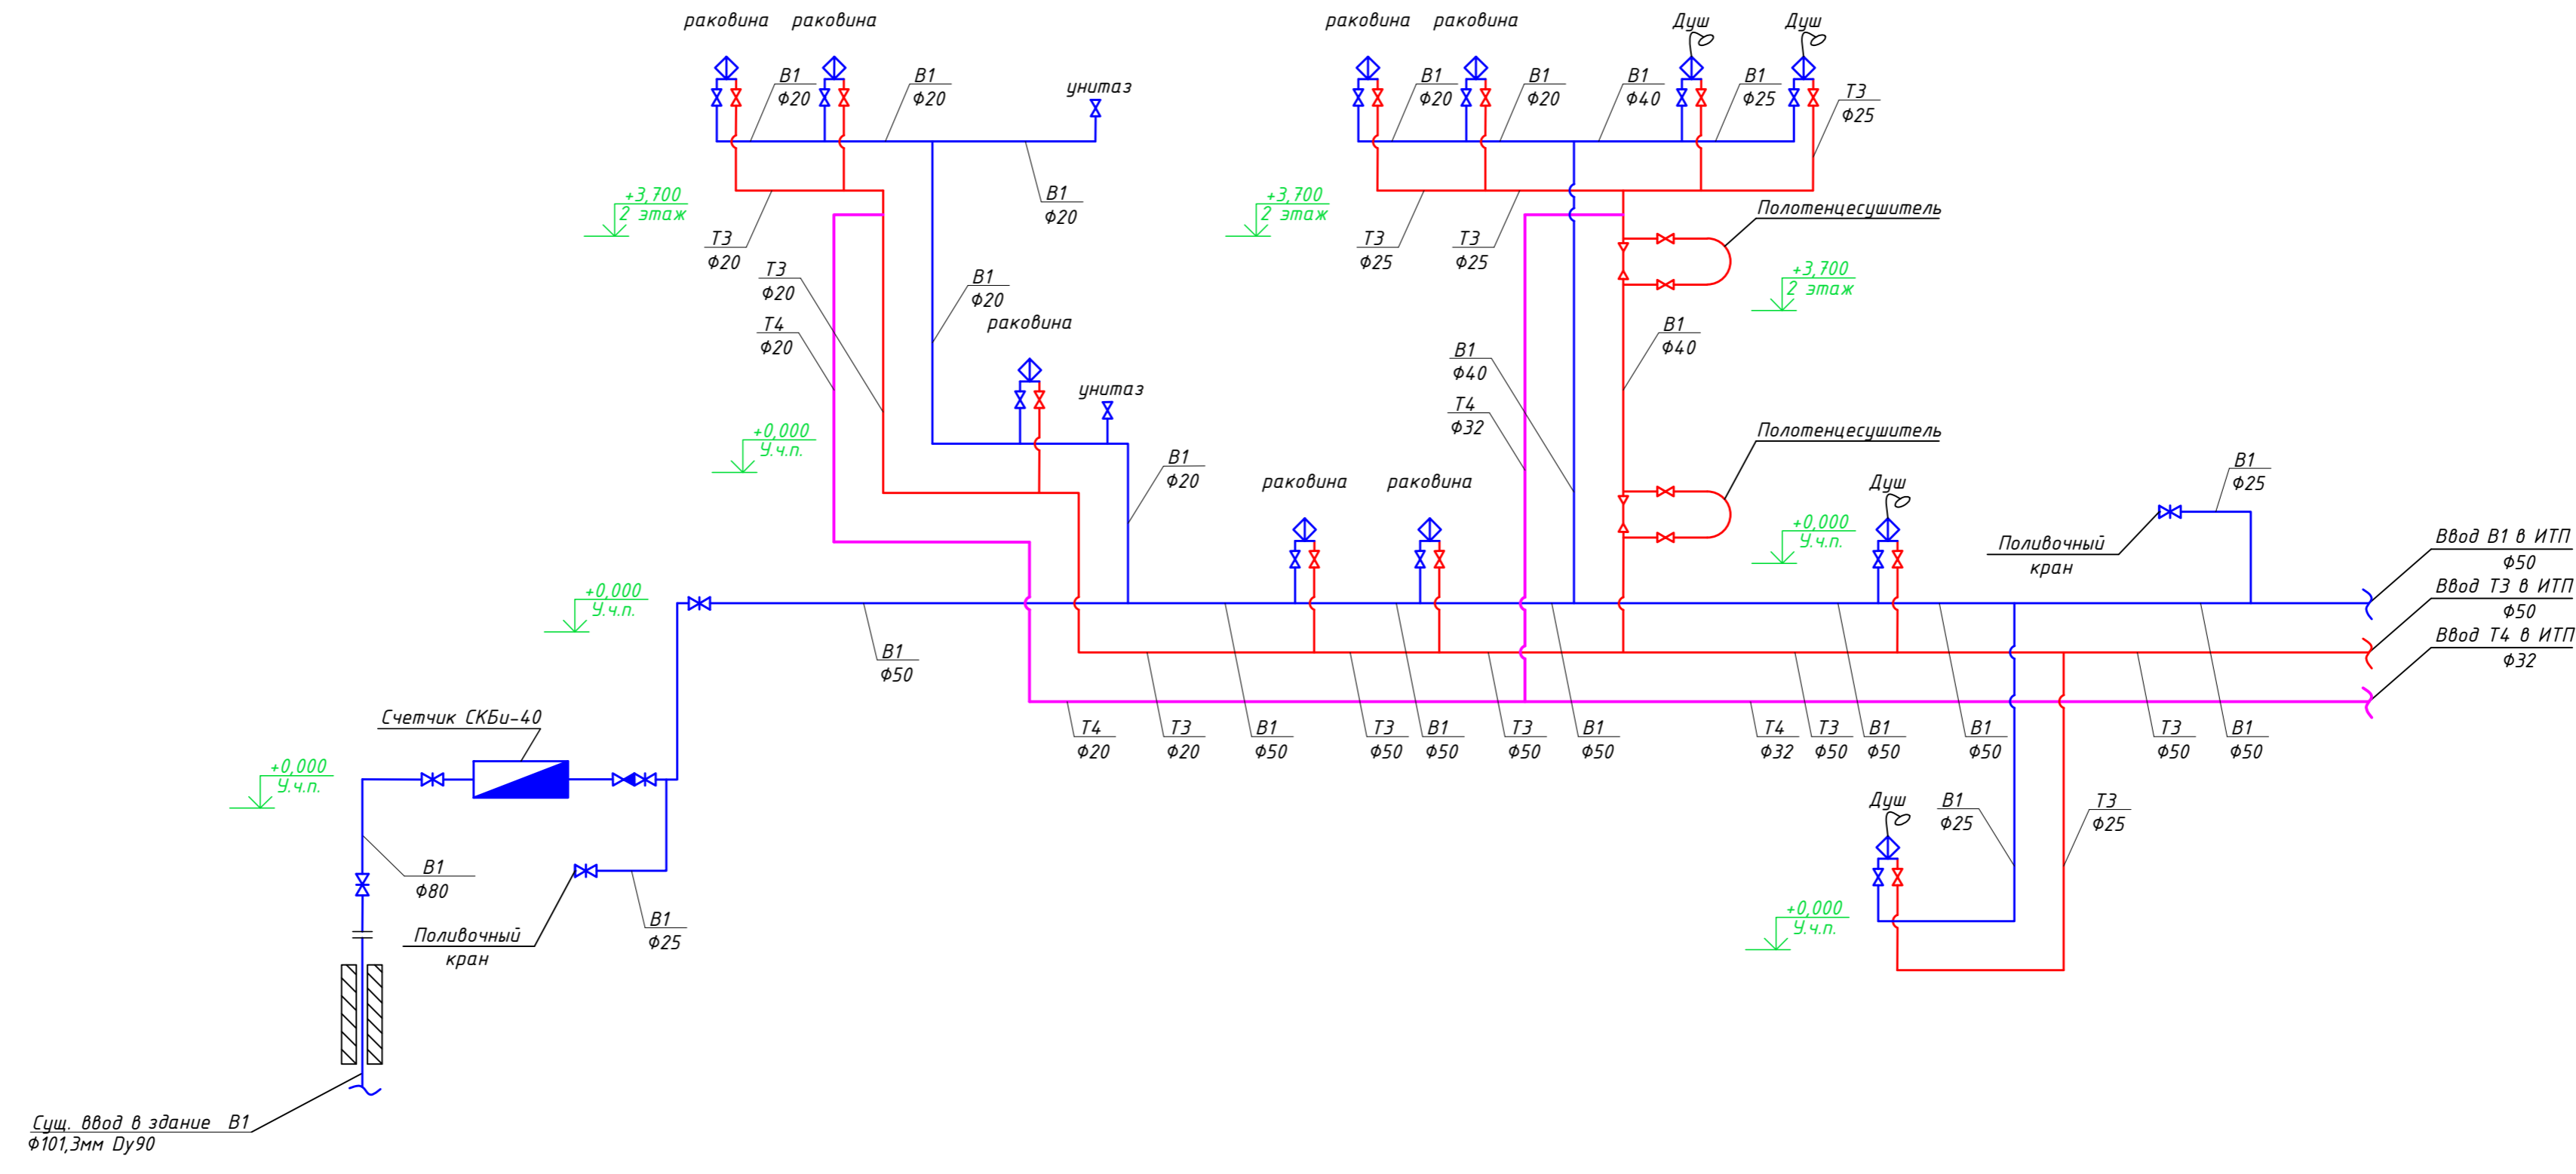 раковина раковина
раковина раковина
Душ Душ
В1
Ф20
В1
Ф20
унитаз
В1
Ф20
В1
Ф20
В1
Ф40
В1
Ф25
Т3
Ф25
+3,700
2 этаж
В1
Ф20
+3,700
2 этаж
Полотенцесушитель
Т3
Ф20
Т3
Ф20
Т4
Ф20
В1
Ф20
раковина
Т3
Ф25
Т3
Ф25
+3,700
2 этаж
В1
Ф40
В1
Ф40
Т4
Ф32
унитаз
+0,000
У.ч.п.
В1
Ф20
Полотенцесушитель
раковина раковина
Душ
В1
Ф25
+0,000
У.ч.п.
Поливочный
кран
Ввод В1 в ИТП
Ф50
Ввод Т3 в ИТП
Ф50
Ввод Т4 в ИТП
Ф32
+0,000
У.ч.п.
В1
Ф50
Счетчик СКБи-40
Т4
Ф20
Т3
Ф20
В1
Ф50
Т3
Ф50
В1
Ф50
Т3
Ф50
В1
Ф50
Т4
Ф32
Т3
Ф50
В1
Ф50
В1
Ф50
Т3
Ф50
В1
Ф50
+0,000
У.ч.п.
Душ
В1
Ф25
Т3
Ф25
В1
Ф80
Поливочный
кран
В1
Ф25
+0,000
У.ч.п.
Сущ. ввод в здание В1
Ф101,3мм Dy90